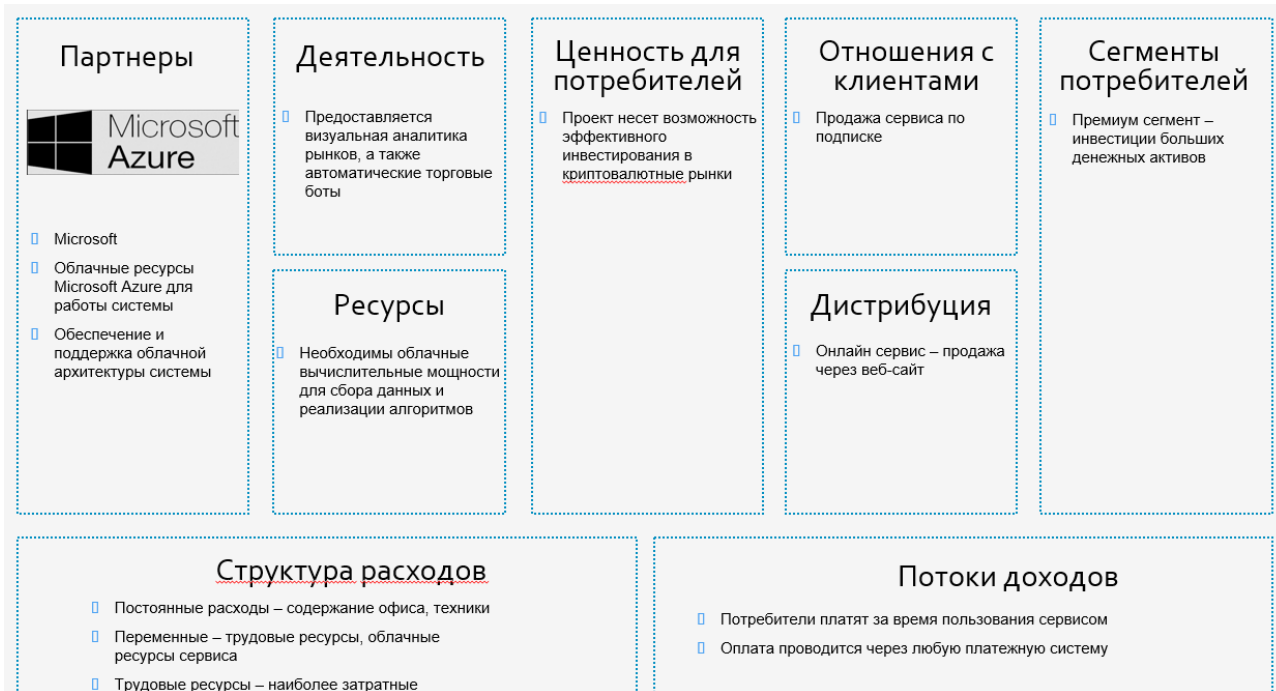 Партнеры
Microsoft
Azure
Microsoft
Облачные ресурсы
Microsoft Azure для
работы системы
Обеспечение и
поддержка облачной
архитектуры системы
Деятельность
Предоставляется
визуальная аналитика
рынков, а также
автоматические торговые
боты
Ресурсы
Необходимы облачные
вычислительные мощности
для сбора данных и
реализации алгоритмов
Ценность для
потребителей
Проект несет возможность
эффективного
инвестирования в
криптовалютные рынки
Отношения с
клиентами
Продажа сервиса по
подписке
Дистрибуция
Онлайн сервис – продажа
через веб-сайт
Сегменты
потребителей
Премиум сегмент –
инвестиции больших
денежных активов
Структура расходов
Постоянные расходы – содержание офиса, техники
Переменные – трудовые ресурсы, облачные
ресурсы сервиса
Трудовые ресурсы – наиболее затратные
Потоки доходов
Потребители платят за время пользования сервисом
Оплата проводится через любую платежную систему